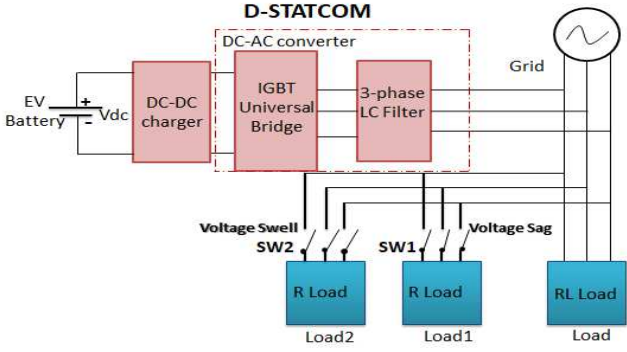 D-STATCOM
DC-AC converter
Grid
EV
Battery
+
-
Vdc
DC-DC
charger
IGBT
Universal
Bridge
3-phase
LC Filter
Voltage Swell
SW2
SW1
Voltage Sag
R Load
R Load
RL Load
Load2
Load1
Load